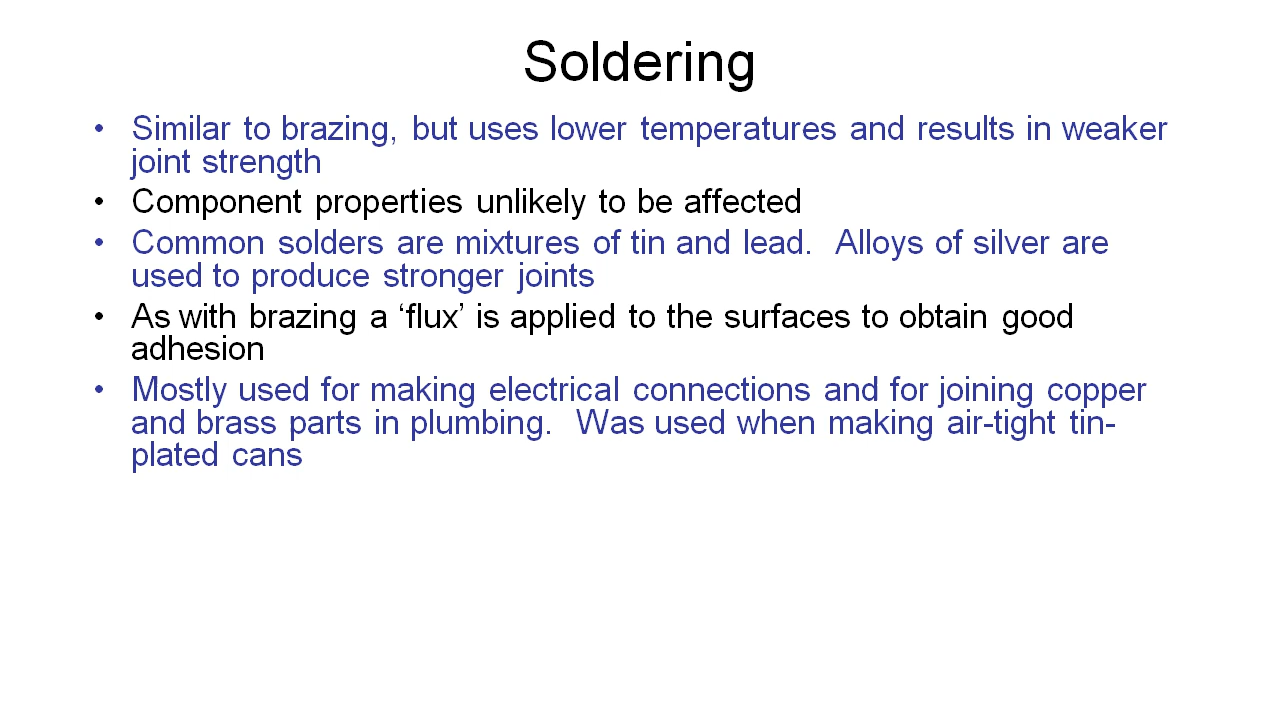 Soldering
• Similar to brazing, but uses lower temperatures and results in weaker
joint strength
• Component properties unlikely to be affected
• Common solders are mixtures of tin and lead.  Alloys of silver are
used to produce stronger joints
• As with brazing a ‘flux’ is applied to the surfaces to obtain good
adhesion
• Mostly used for making electrical connections and for joining copper
and brass parts in plumbing.  Was used when making air-tight tin-
plated cans